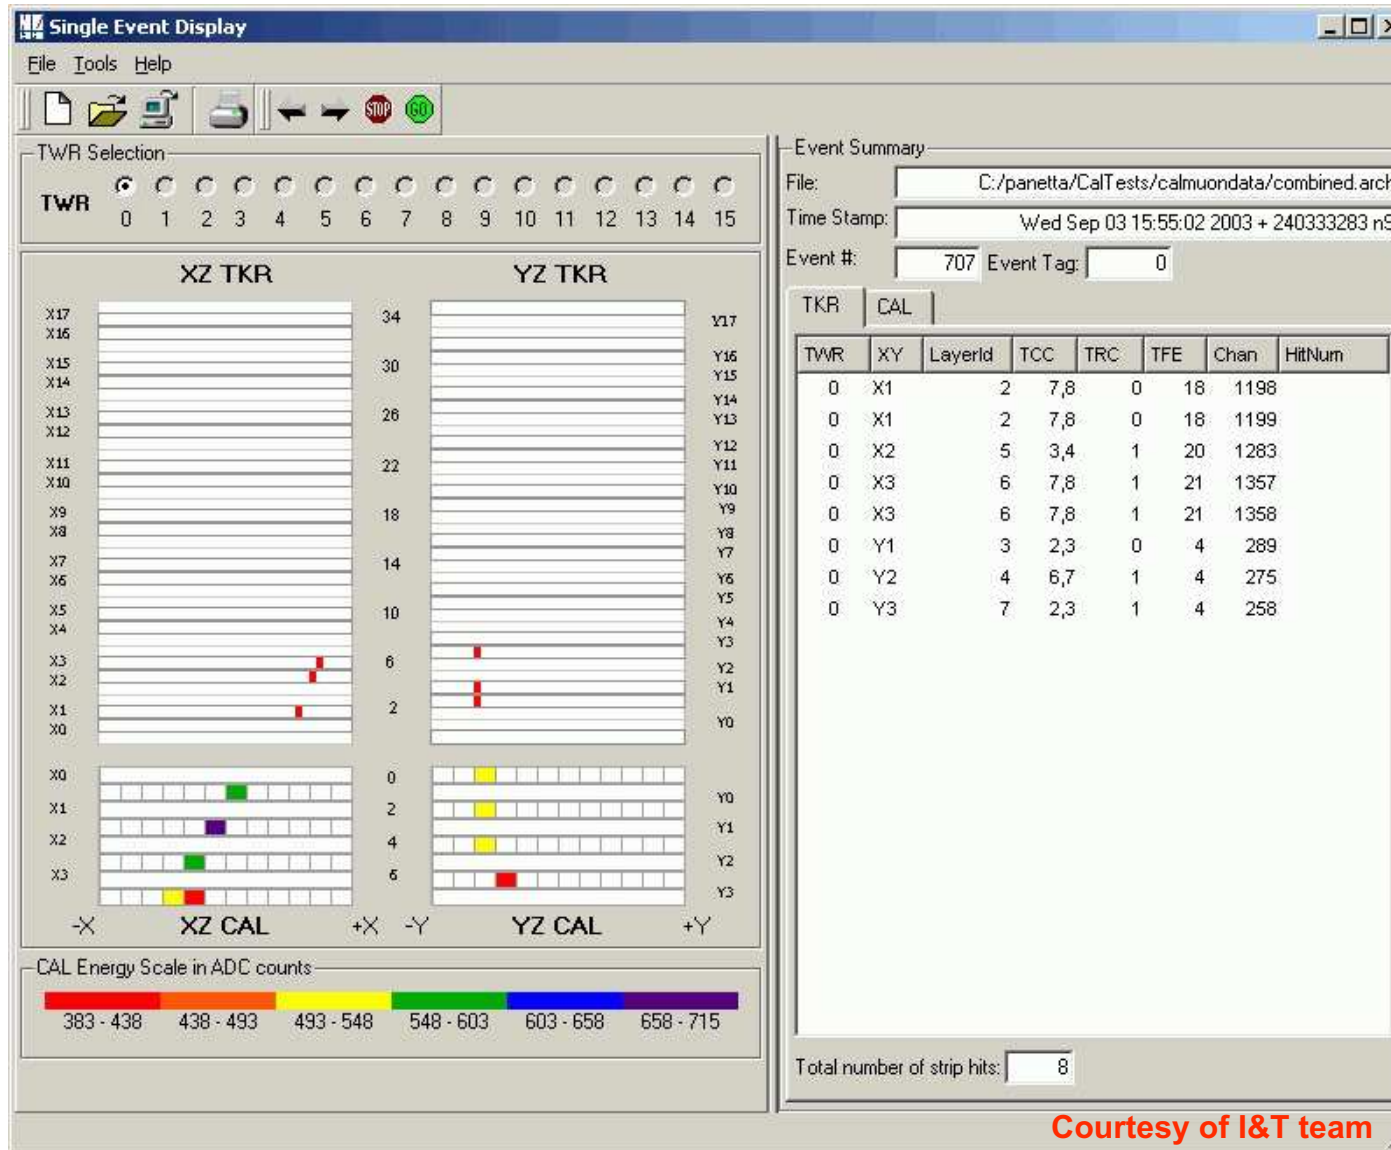 Single Event Display
File Tools Help
STOP GO
TWR Selection
TWR
0 1 2 3 4 5 6 7 8 9 10 11 12 13 14 15
XZ TKR YZ TKR
X17 34 Y17
X16
X15 30 Y16
X14 Y15
X13 26 Y14
X12 Y13
X11 22 Y12
X10 Y11
X9 18 Y10
X8 Y9
X7 14 Y8
X6 Y7
X5 10 Y6
X4 Y5
X3 6 Y4
X2 Y3
X1 2 Y2
X0 Y1
Y0
X0 0 Y0
X1 2 Y1
X2 4 Y2
X3 6 Y3
-X XZ CAL +X -Y YZ CAL +Y
CAL Energy Scale in ADC counts
383 - 438 438 - 493 493 - 548 548 - 603 603 - 658 658 - 715
Event Summary
File: C:/panetta/CalTests/calmuondata/combined.arch
Time Stamp: Wed Sep 03 15:55:02 2003 + 240333283 nS
Event #: 707 Event Tag: 0
TKR CAL
TWR XY LayerId TCC TRC TFE Chan HitNum
0 X1 2 7,8 0 18 1198
0 X1 2 7,8 0 18 1199
0 X2 5 3,4 1 20 1283
0 X3 6 7,8 1 21 1357
0 X3 6 7,8 1 21 1358
0 Y1 3 2,3 0 4 289
0 Y2 4 6,7 1 4 275
0 Y3 7 2,3 1 4 258
Total number of strip hits: 8
Courtesy of I&T team